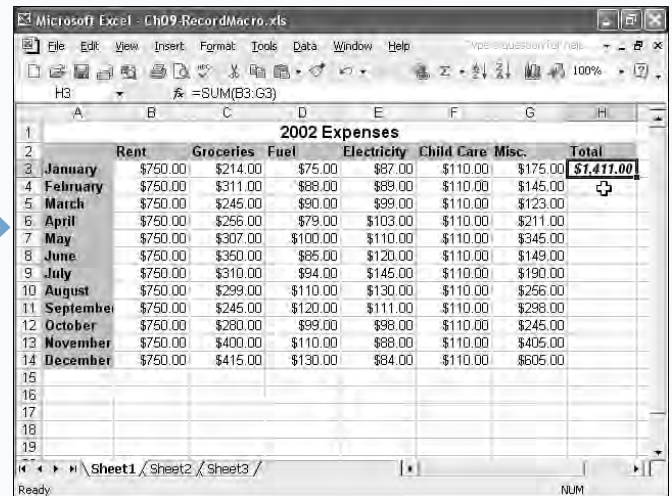 Microsoft Excel - Ch09-RecordMacro.xls
File Edit View Insert Format Tools Data Window Help Type a question for help
100%
H3 fx =SUM(B3:G3)
A B C D E F G H
1 2002 Expenses
2 Rent Groceries Fuel Electricity Child Care Misc. Total
3 January $750.00 $214.00 $75.00 $87.00 $110.00 $175.00 $1,411.00
4 February $750.00 $311.00 $88.00 $89.00 $110.00 $145.00
5 March $750.00 $245.00 $90.00 $99.00 $110.00 $123.00
6 April $750.00 $256.00 $79.00 $103.00 $110.00 $211.00
7 May $750.00 $307.00 $100.00 $110.00 $110.00 $345.00
8 June $750.00 $350.00 $85.00 $120.00 $110.00 $149.00
9 July $750.00 $310.00 $94.00 $145.00 $110.00 $190.00
10 August $750.00 $299.00 $110.00 $130.00 $110.00 $256.00
11 September $750.00 $245.00 $120.00 $111.00 $110.00 $298.00
12 October $750.00 $280.00 $99.00 $98.00 $110.00 $245.00
13 November $750.00 $400.00 $110.00 $88.00 $110.00 $405.00
14 December $750.00 $415.00 $130.00 $84.00 $110.00 $605.00
15
16
17
18
19
Sheet1 / Sheet2 / Sheet3 /
Ready NUM